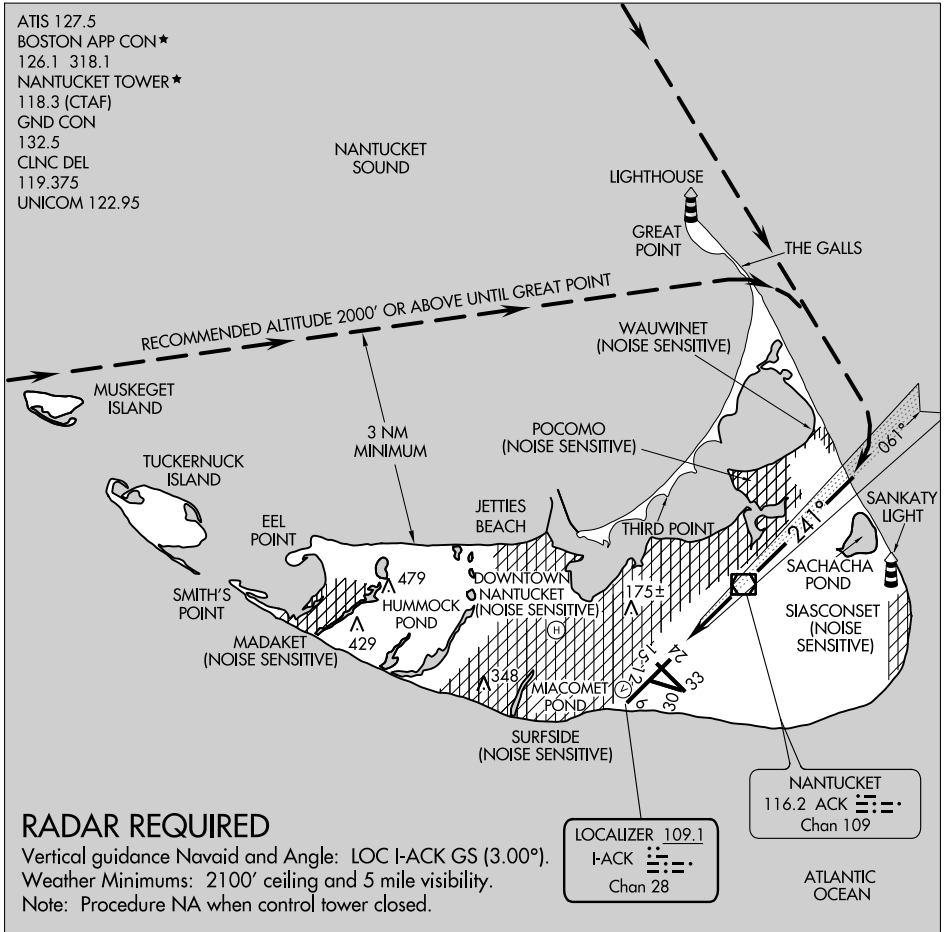 ATIS 127.5
BOSTON APP CON★
126.1 318.1
NANTUCKET TOWER★
118.3 (CTAF)
GND CON
132.5
CLNC DEL
119.375
UNICOM 122.95
NANTUCKET
SOUND
LIGHTHOUSE
GREAT
POINT
THE GALLS
RECOMMENDED ALTITUDE 2000' OR ABOVE UNTIL GREAT POINT
WAUWINET
(NOISE SENSITIVE)
MUSKEGET
ISLAND
3 NM
MINIMUM
POCOMO
(NOISE SENSITIVE)
061°
TUCKERNUCK
ISLAND
JETTIES
BEACH
THIRD POINT
241°
SANKATY
LIGHT
EEL
POINT
SACHACHA
POND
SMITH'S
POINT
479
HUMMOCK
POND
DOWNTOWN
NANTUCKET
(NOISE SENSITIVE)
175±
SIASCONSET
(NOISE
SENSITIVE)
MADAKET
(NOISE SENSITIVE)
429
H
348
MIACOMET
POND
V
15
12
24
6
30
33
SURFSIDE
(NOISE SENSITIVE)
NANTUCKET
116.2 ACK
Chan 109
LOCALIZER 109.1
I-ACK
Chan 28
ATLANTIC
OCEAN
RADAR REQUIRED
Vertical guidance Navaid and Angle: LOC I-ACK GS (3.00°).
Weather Minimums: 2100' ceiling and 5 mile visibility.
Note: Procedure NA when control tower closed.